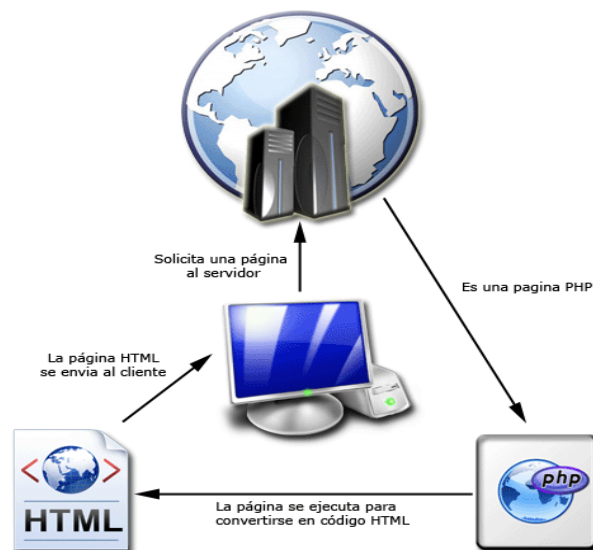 Solicita una página
al servidor
Es una pagina PHP
La página HTML
se envia al cliente
php
La página se ejecuta para
convertirse en código HTML
< >
HTML